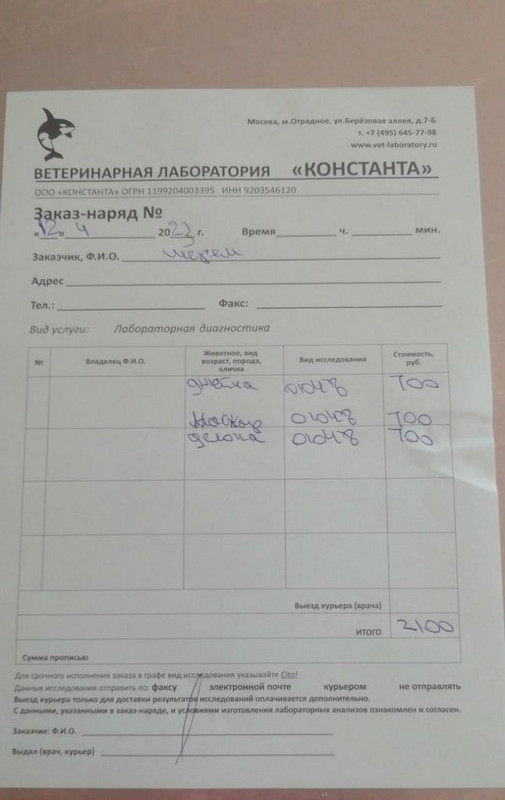 Москва, м.Отрадное, ул.Берёзовая аллея, д.7-Б
т. +7 (495) 645-77-98
www.vet-laboratory.ru
ВЕТЕРИНАРНАЯ ЛАБОРАТОРИЯ «КОНСТАНТА»
ООО «КОНСТАНТА» ОГРН 1199204003395 ИНН 9203546120
Заказ-наряд №
«12» 4 2023 г. Время ч. мин.
Заказчик, Ф.И.О.
Адрес
Тел.: Факс:
Вид услуги: Лабораторная диагностика
№ Владелец Ф.И.О. Животное, вид возраст, порода, кличка Вид исследования Стоимость, руб.
700
700
700
Выезд курьера (врача)
ИТОГО 2100
Сумма прописью
Для срочного исполнения заказа в графе вид исследования указывайте Cito!
Данные исследования отправить по: факсу электронной почте курьером не отправлять
Выезд курьера только для доставки результатов исследований оплачивается дополнительно.
С данными, указанными в заказ-наряде, и условиями изготовления лабораторных анализов ознакомлен и согласен.
Заказчик: Ф.И.О.
Выдал (врач, курьер)